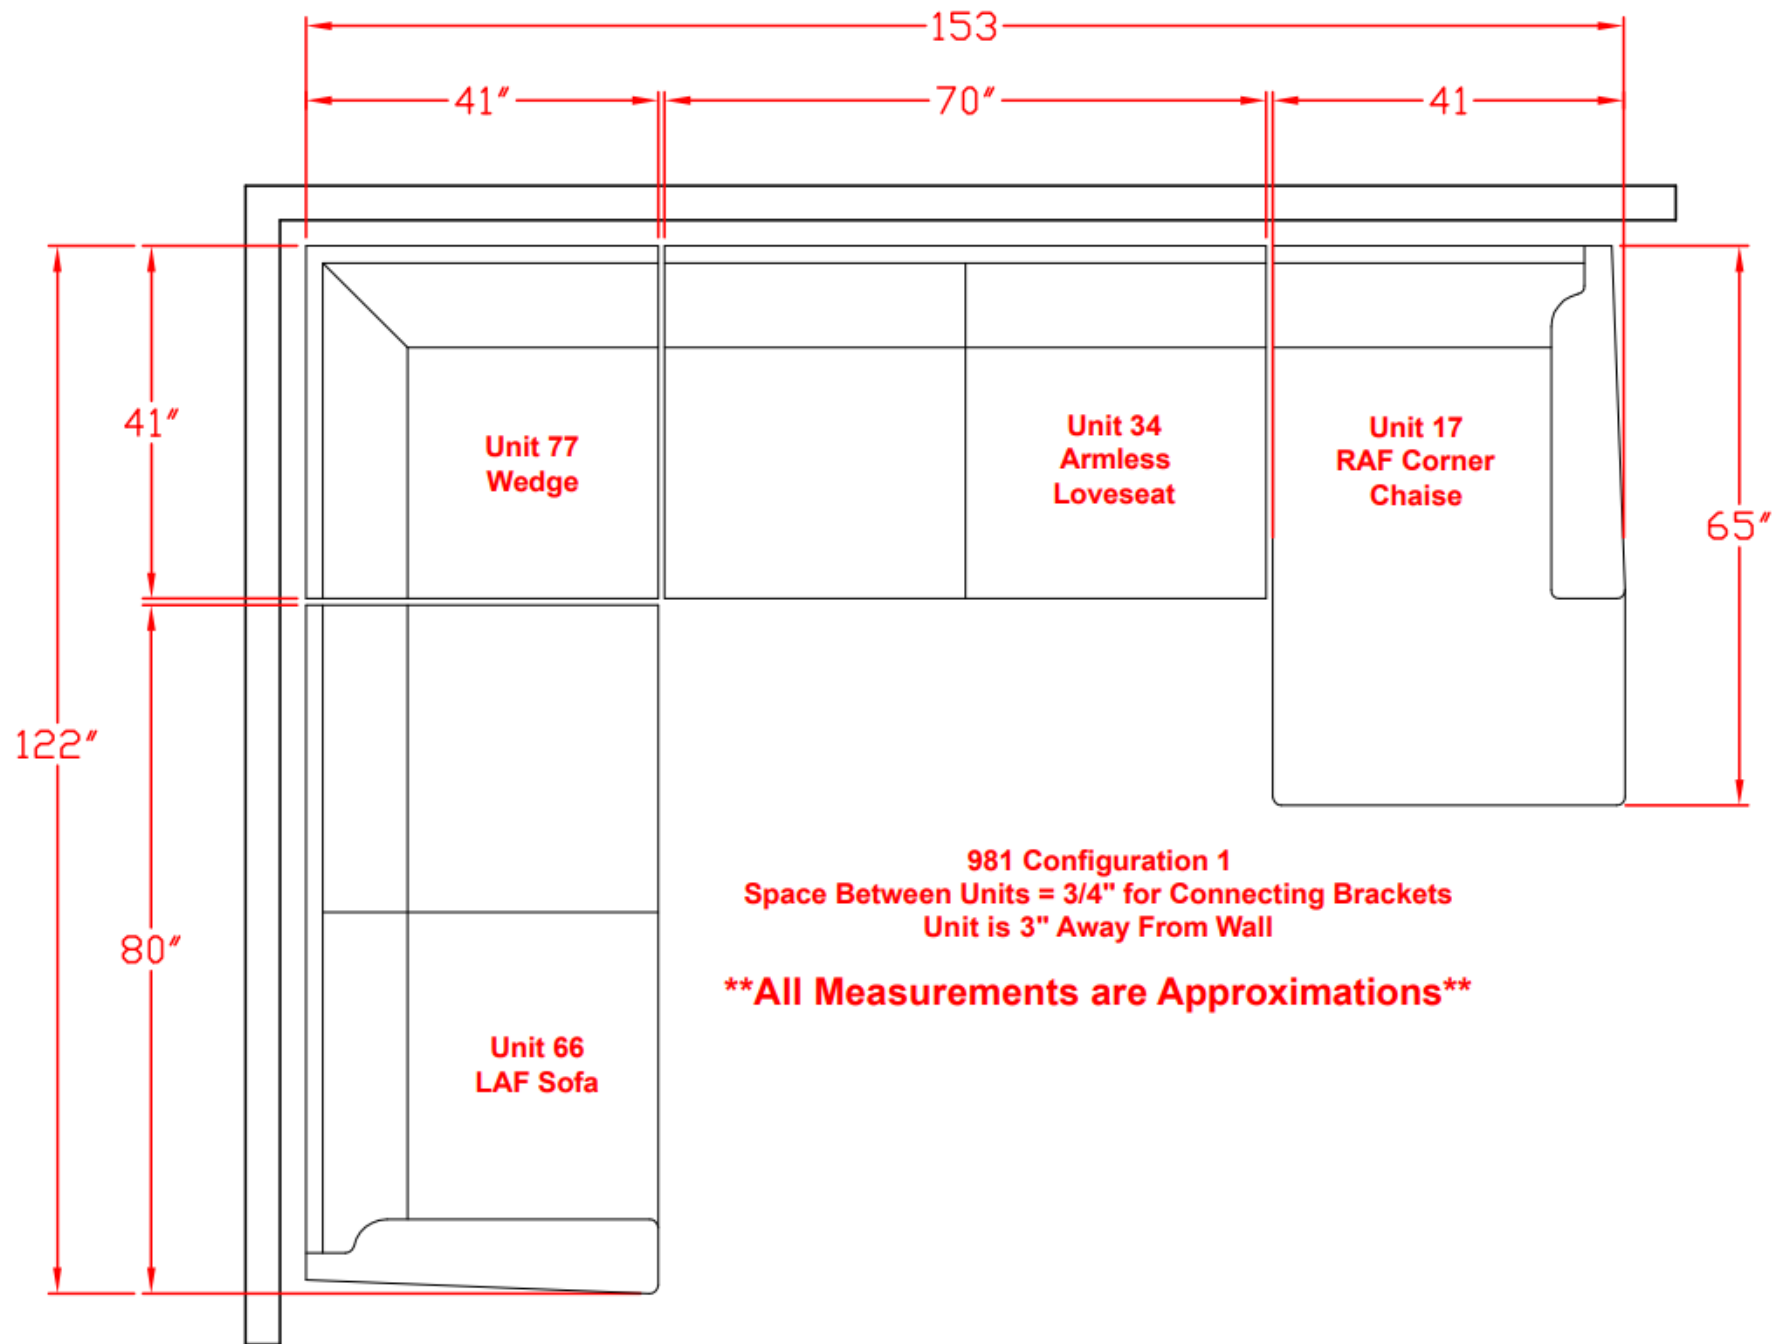 153
41"
70"
41
41"
65"
122"
80"
Unit 77
Wedge
Unit 34
Armless
Loveseat
Unit 17
RAF Corner
Chaise
Unit 66
LAF Sofa
981 Configuration 1
Space Between Units = 3/4" for Connecting Brackets
Unit is 3" Away From Wall
**All Measurements are Approximations**